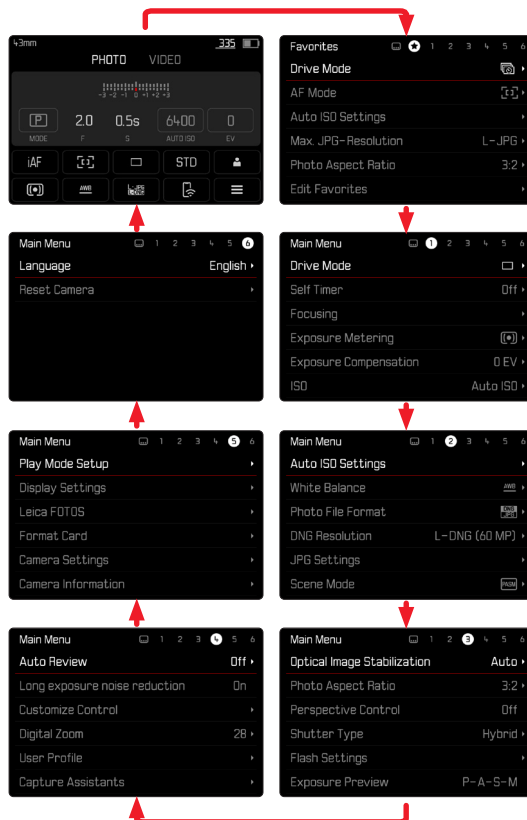 43mm 335
PHOTO VIDEO
-3 -2 -1 0 +1 +2 +3
P 2.0 0.5s 6400 0
MODE F S AUTO ISO EV
iAF STD
AWB JPG DNG
Favorites 1 2 3 4 5 6
Drive Mode
AF Mode
Auto ISO Settings
Max. JPG-Resolution L-JPG
Photo Aspect Ratio 3:2
Edit Favorites
Main Menu 1 2 3 4 5 6
Language English
Reset Camera
Main Menu 1 2 3 4 5 6
Drive Mode
Self Timer Off
Focusing
Exposure Metering
Exposure Compensation 0 EV
ISO Auto ISO
Main Menu 1 2 3 4 5 6
Play Mode Setup
Display Settings
Leica FOTOS
Format Card
Camera Settings
Camera Information
Main Menu 1 2 3 4 5 6
Auto ISO Settings
White Balance AWB
Photo File Format DNG JPG
DNG Resolution L-DNG (60 MP)
JPG Settings
Scene Mode PASM
Main Menu 1 2 3 4 5 6
Auto Review Off
Long exposure noise reduction On
Customize Control
Digital Zoom 28
User Profile
Capture Assistants
Main Menu 1 2 3 4 5 6
Optical Image Stabilization Auto
Photo Aspect Ratio 3:2
Perspective Control Off
Shutter Type Hybrid
Flash Settings
Exposure Preview P-A-S-M